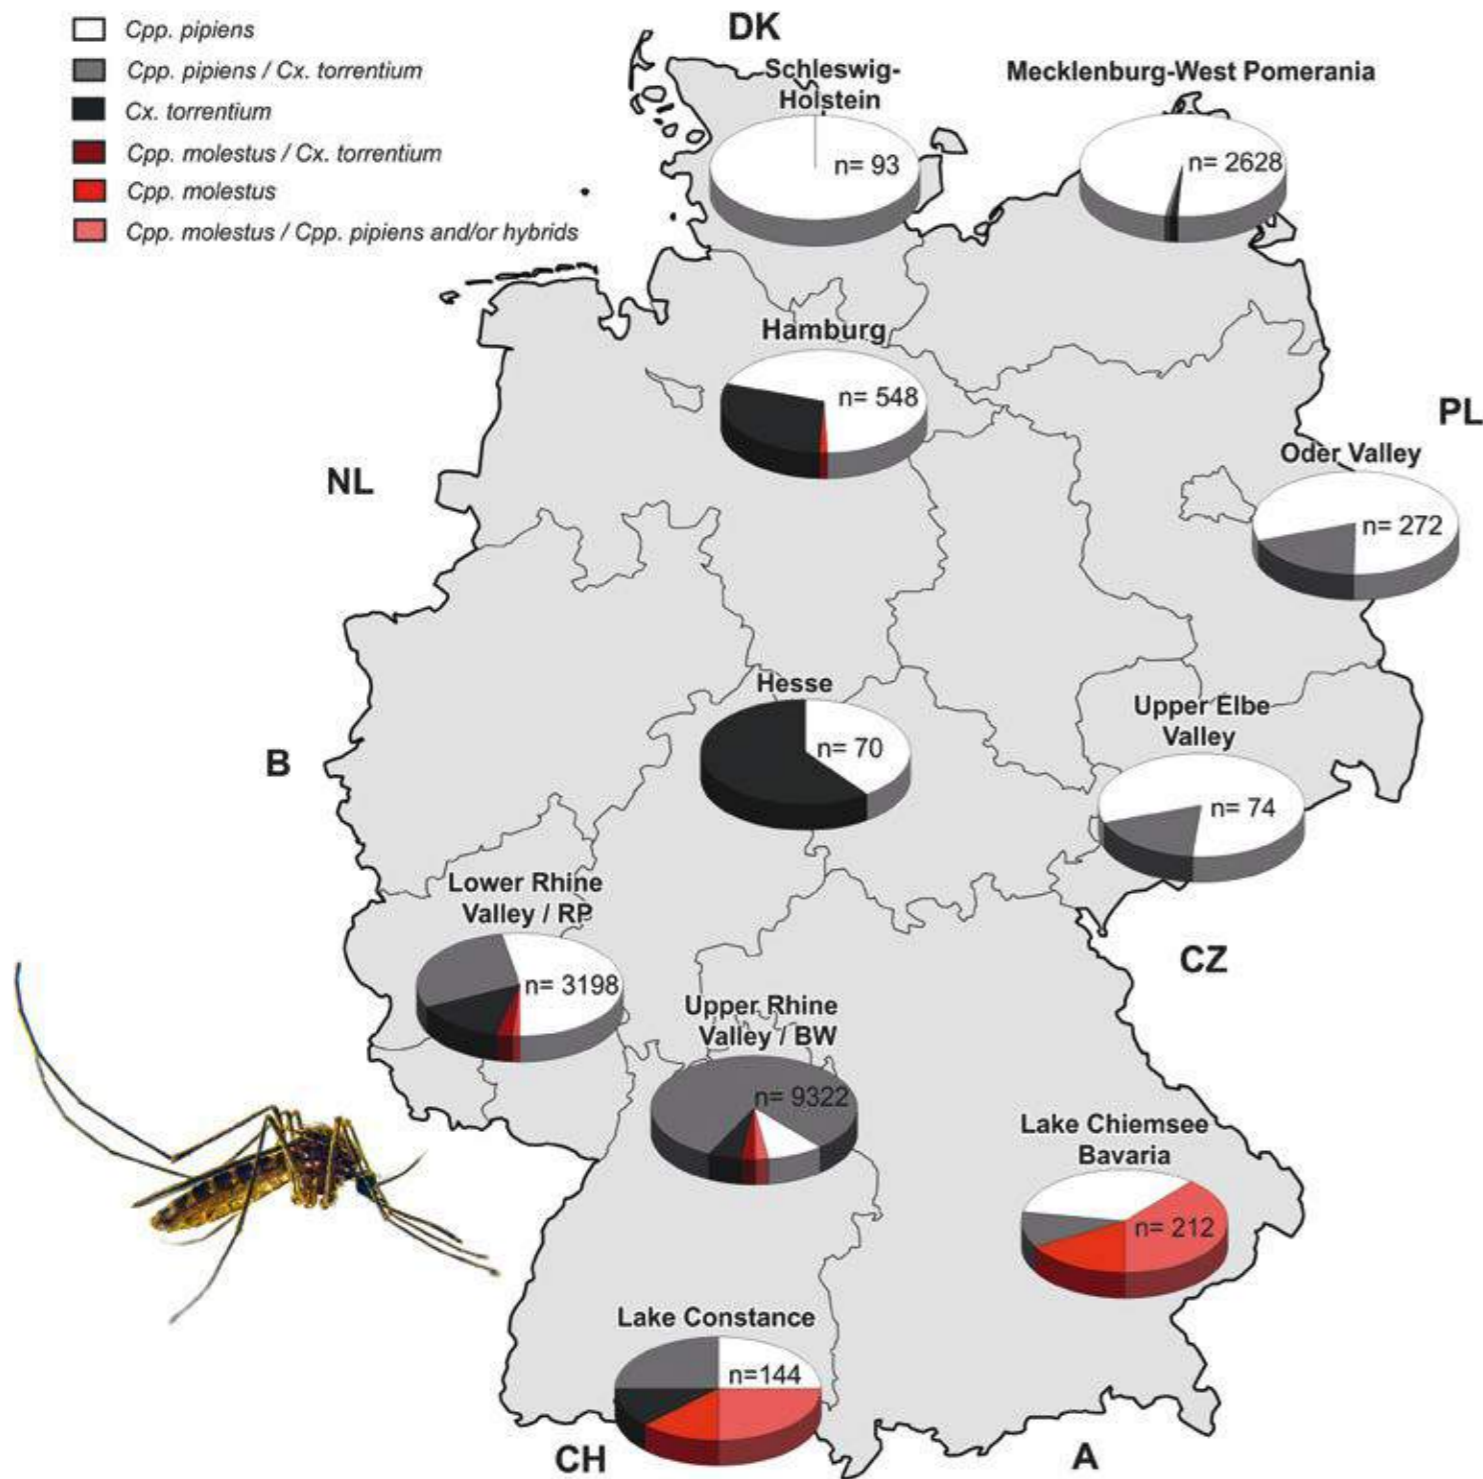 Cpp. pipiens
Cpp. pipiens / Cx. torrentium
Cx. torrentium
Cpp. molestus / Cx. torrentium
Cpp. molestus
Cpp. molestus / Cpp. pipiens and/or hybrids
DK
Schleswig-
Holstein
n= 93
Mecklenburg-West Pomerania
n= 2628
Hamburg
n= 548
PL
Oder Valley
n= 272
NL
Hesse
n= 70
B
Upper Elbe
Valley
n= 74
Lower Rhine
Valley / RP
n= 3198
CZ
Upper Rhine
Valley / BW
n= 9322
Lake Chiemsee
Bavaria
n= 212
Lake Constance
n=144
CH
A